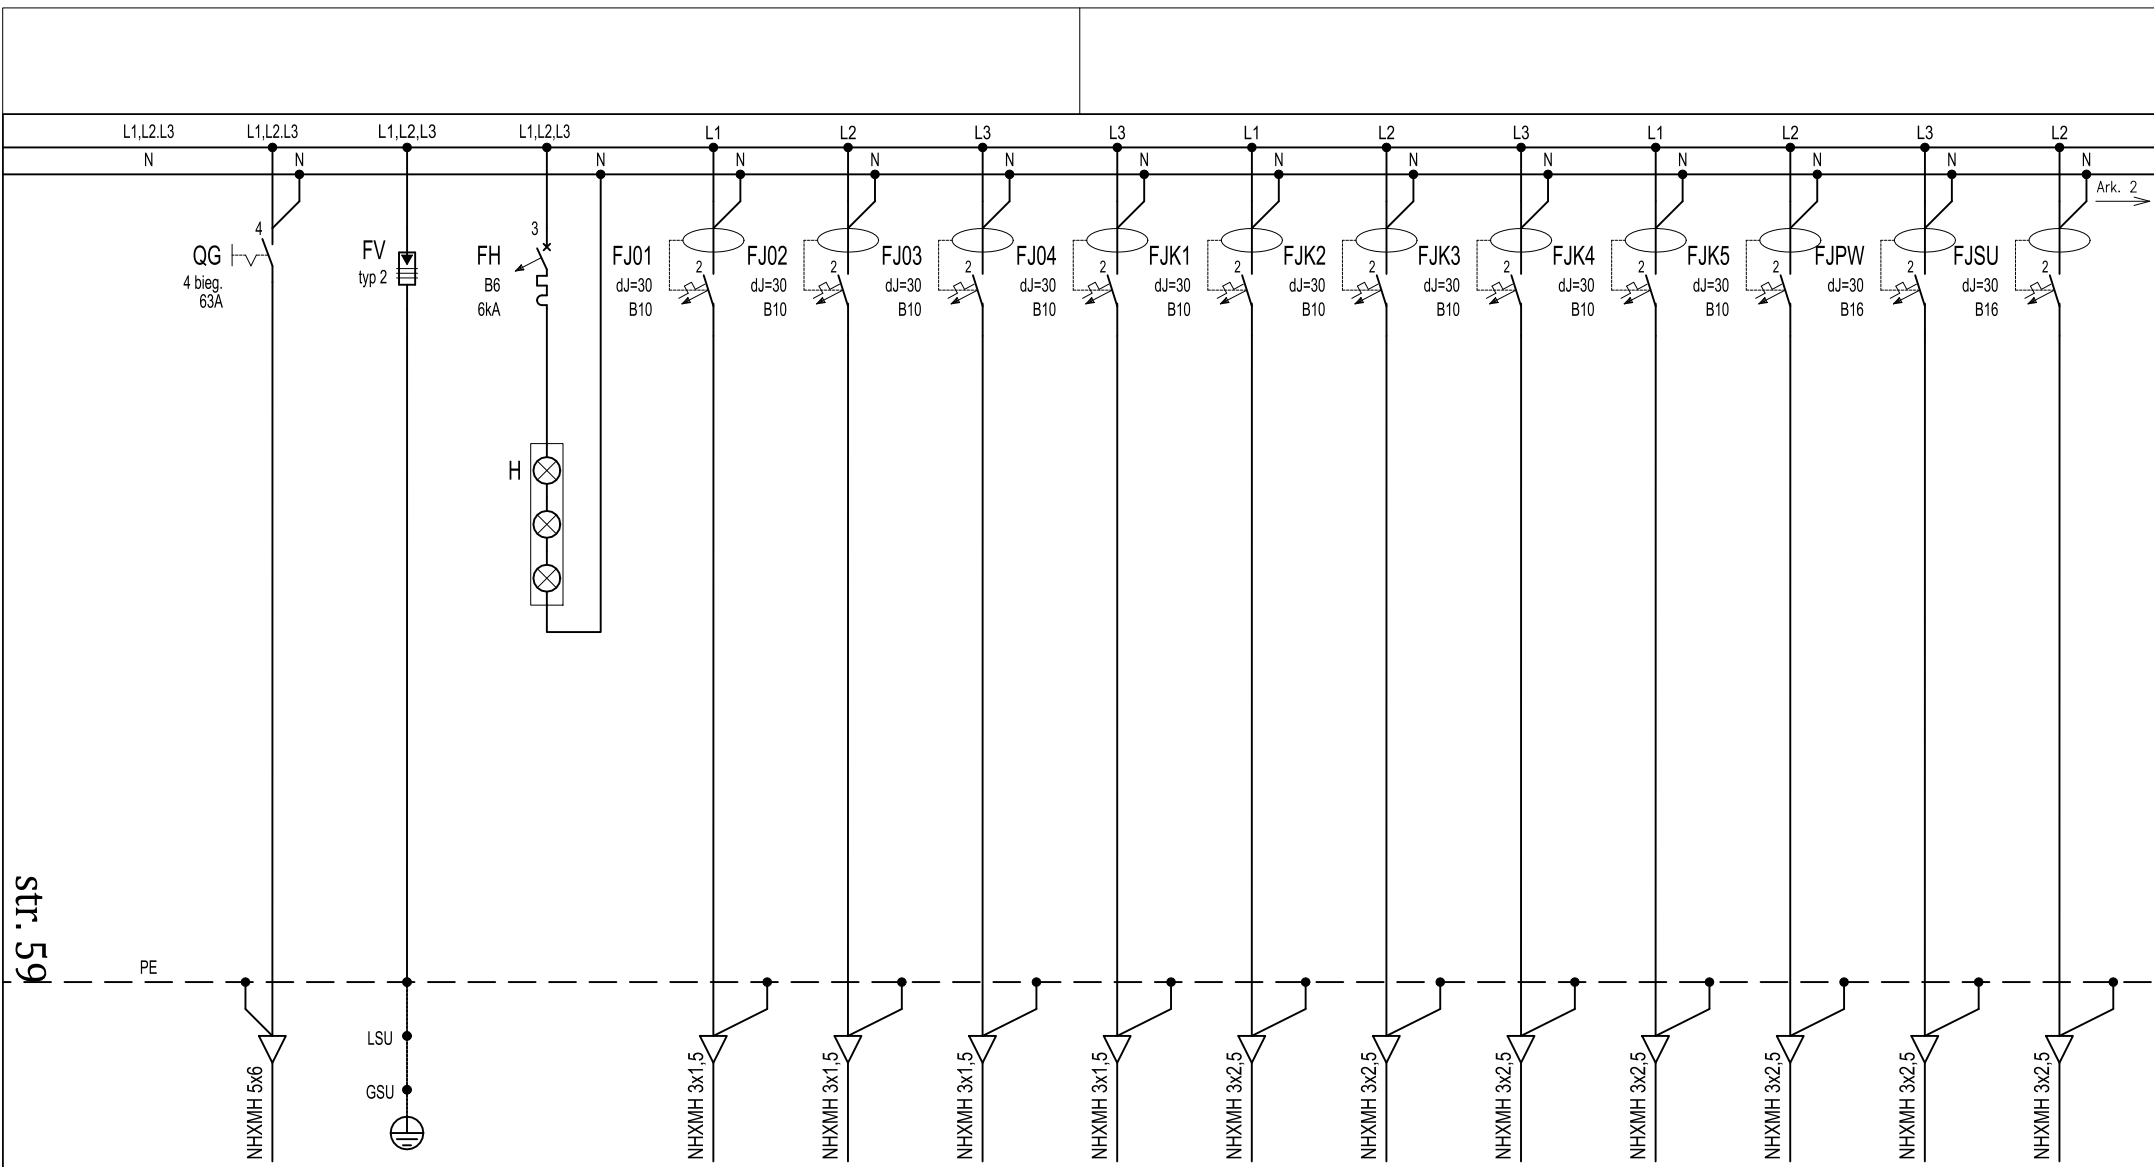 L1,L2.L3 L1,L2.L3 L1,L2,L3 L1,L2,L3 L1 L2 L3 L3 L1 L2 L3 L1 L2 L3 L2
N N N N N N N N N N N N N N
Ark. 2
4
QG
4 bieg.
63A
FV
typ 2
3
FH
B6
6kA
H
FJ01
2
dJ=30
B10
FJ02
2
dJ=30
B10
FJ03
2
dJ=30
B10
FJ04
2
dJ=30
B10
FJK1
2
dJ=30
B10
FJK2
2
dJ=30
B10
FJK3
2
dJ=30
B10
FJK4
2
dJ=30
B10
FJK5
2
dJ=30
B10
FJPW
2
dJ=30
B16
FJSU
2
dJ=30
B16
str. 59
PE
LSU
GSU
NHXMH 5x6
NHXMH 3x1,5
NHXMH 3x1,5
NHXMH 3x1,5
NHXMH 3x1,5
NHXMH 3x2,5
NHXMH 3x2,5
NHXMH 3x2,5
NHXMH 3x2,5
NHXMH 3x2,5
NHXMH 3x2,5
NHXMH 3x2,5